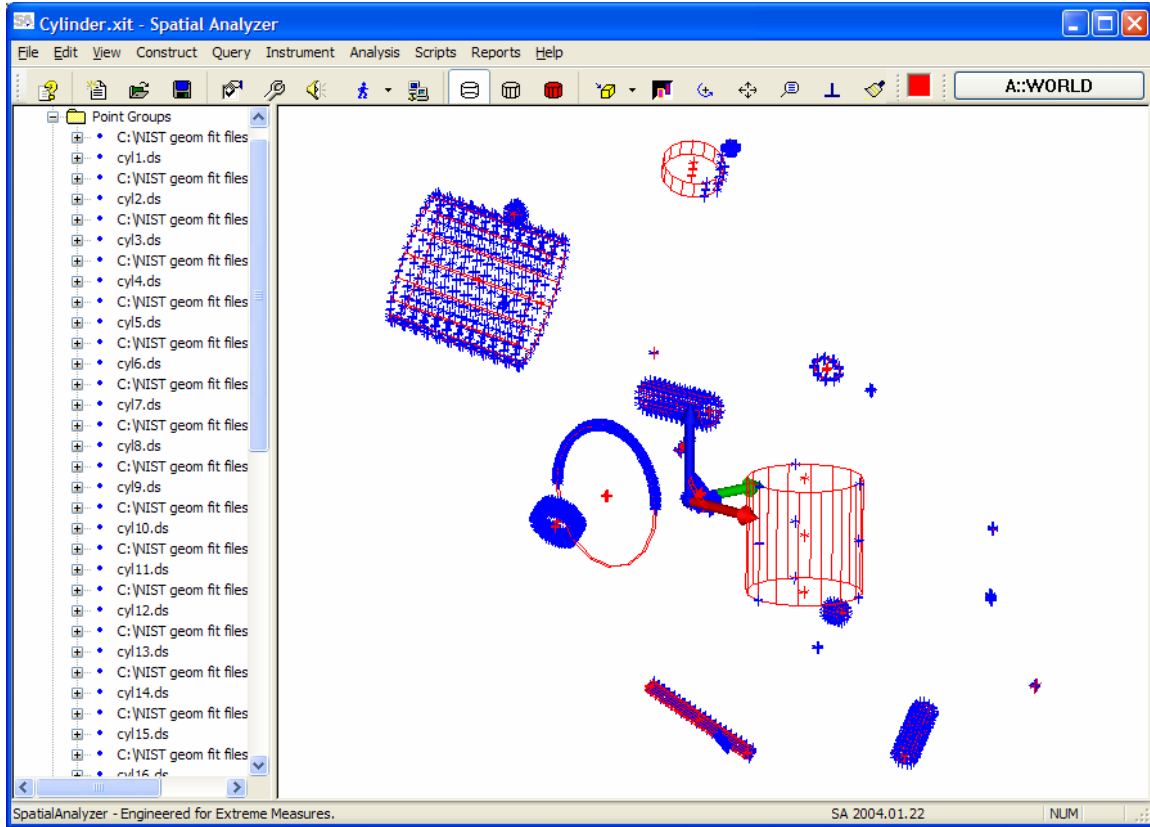 Cylinder.xit - Spatial Analyzer
File Edit View Construct Query Instrument Analysis Scripts Reports Help
A::WORLD
Point Groups
C:\NIST geom fit files
cyl1.ds
C:\NIST geom fit files
cyl2.ds
C:\NIST geom fit files
cyl3.ds
C:\NIST geom fit files
cyl4.ds
C:\NIST geom fit files
cyl5.ds
C:\NIST geom fit files
cyl6.ds
C:\NIST geom fit files
cyl7.ds
C:\NIST geom fit files
cyl8.ds
C:\NIST geom fit files
cyl9.ds
C:\NIST geom fit files
cyl10.ds
C:\NIST geom fit files
cyl11.ds
C:\NIST geom fit files
cyl12.ds
C:\NIST geom fit files
cyl13.ds
C:\NIST geom fit files
cyl14.ds
C:\NIST geom fit files
cyl15.ds
C:\NIST geom fit files
cyl16.ds
SpatialAnalyzer - Engineered for Extreme Measures. SA 2004.01.22 NUM